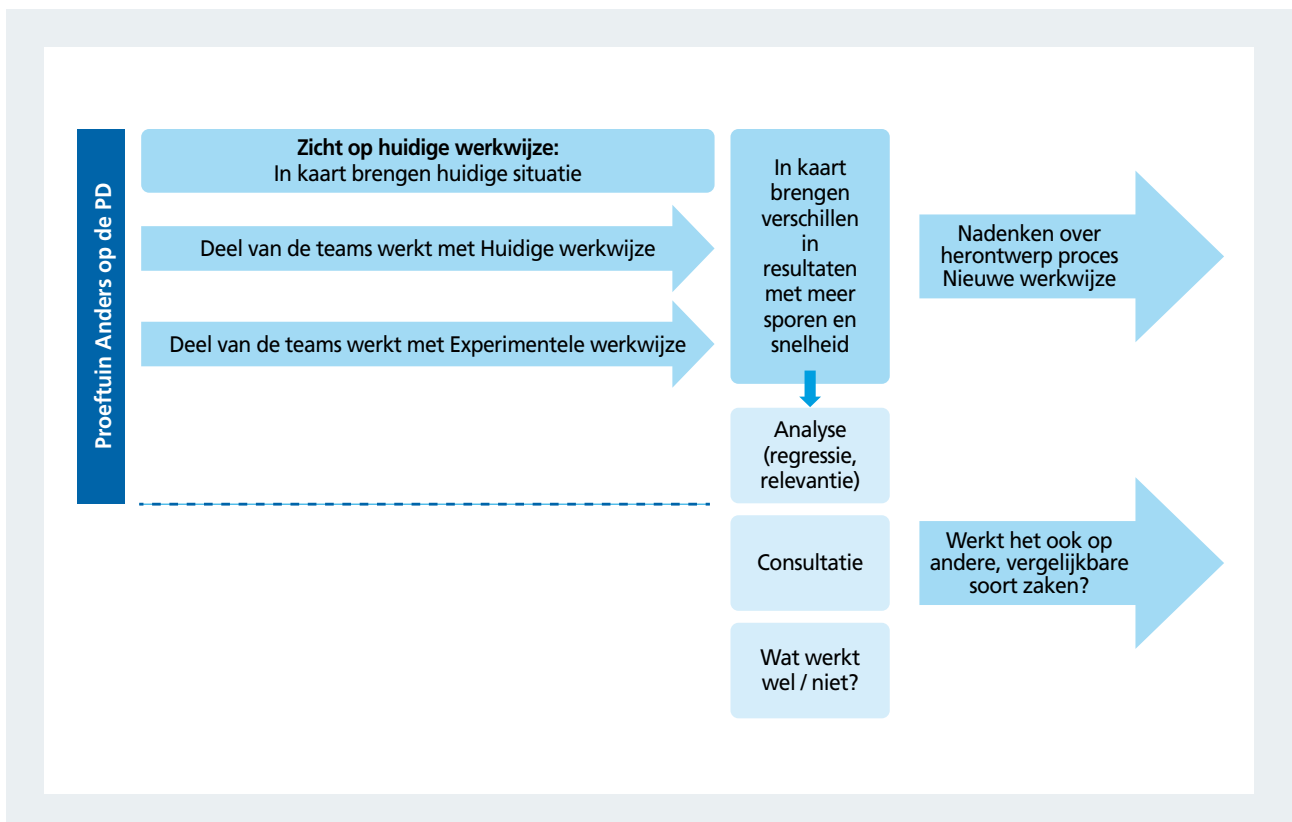 Proeftuin Anders op de PD
Zicht op huidige werkwijze:
In kaart brengen huidige situatie
Deel van de teams werkt met Huidige werkwijze
Deel van de teams werkt met Experimentele werkwijze
In kaart
brengen
verschillen
in
resultaten
met meer
sporen en
snelheid
Analyse
(regressie,
relevantie)
Consultatie
Wat werkt
wel / niet?
Nadenken over
herontwerp proces
Nieuwe werkwijze
Werkt het ook op
andere, vergelijkbare
soort zaken?